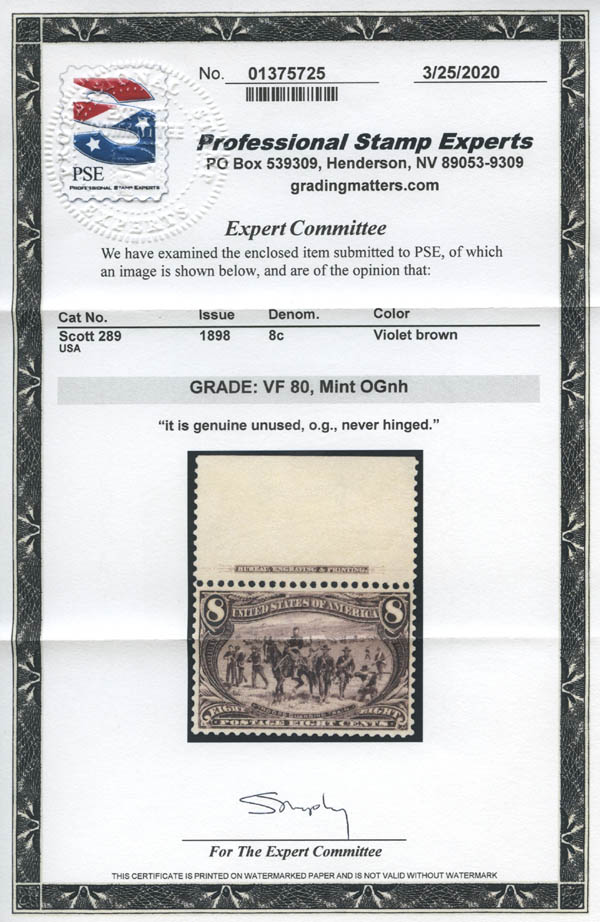 No. 01375725 3/25/2020
PSE
PROFESSIONAL STAMP EXPERTS
Professional Stamp Experts
PO Box 539309, Henderson, NV 89053-9309
gradingmatters.com
EXPERTS
Expert Committee
We have examined the enclosed item submitted to PSE, of which
an image is shown below, and are of the opinion that:
Cat No. Issue Denom. Color
Scott 289 1898 8c Violet brown
USA
GRADE: VF 80, Mint OGnh
“it is genuine unused, o.g., never hinged.”
BUREAU, ENGRAVING & PRINTING.
8 UNITED STATES OF AMERICA 8
EIGHT TROOPS GUARDING TRAIN EIGHT
POSTAGE EIGHT CENTS
For The Expert Committee
THIS CERTIFICATE IS PRINTED ON WATERMARKED PAPER AND IS NOT VALID WITHOUT WATERMARK